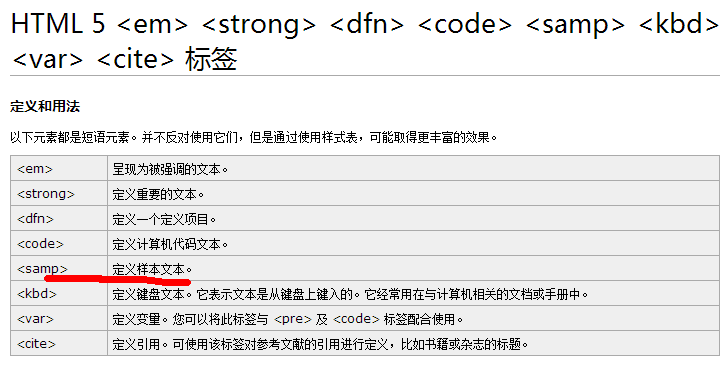 HTML 5 <em> <strong> <dfn> <code> <samp> <kbd>
<var> <cite> 标签
定义和用法
以下元素都是短语元素。并不反对使用它们，但是通过使用样式表，可能取得更丰富的效果。
<em> 呈现为被强调的文本。
<strong> 定义重要的文本。
<dfn> 定义一个定义项目。
<code> 定义计算机代码文本。
<samp> 定义样本文本。
<kbd> 定义键盘文本。它表示文本是从键盘上键入的。它经常用在与计算机相关的文档或手册中。
<var> 定义变量。您可以将此标签与 <pre> 及 <code> 标签配合使用。
<cite> 定义引用。可使用该标签对参考文献的引用进行定义，比如书籍或杂志的标题。